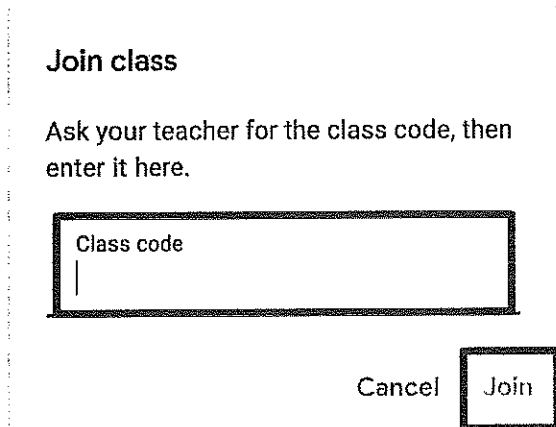 Join class
Ask your teacher for the class code, then
enter it here.
Class code
Cancel
Join